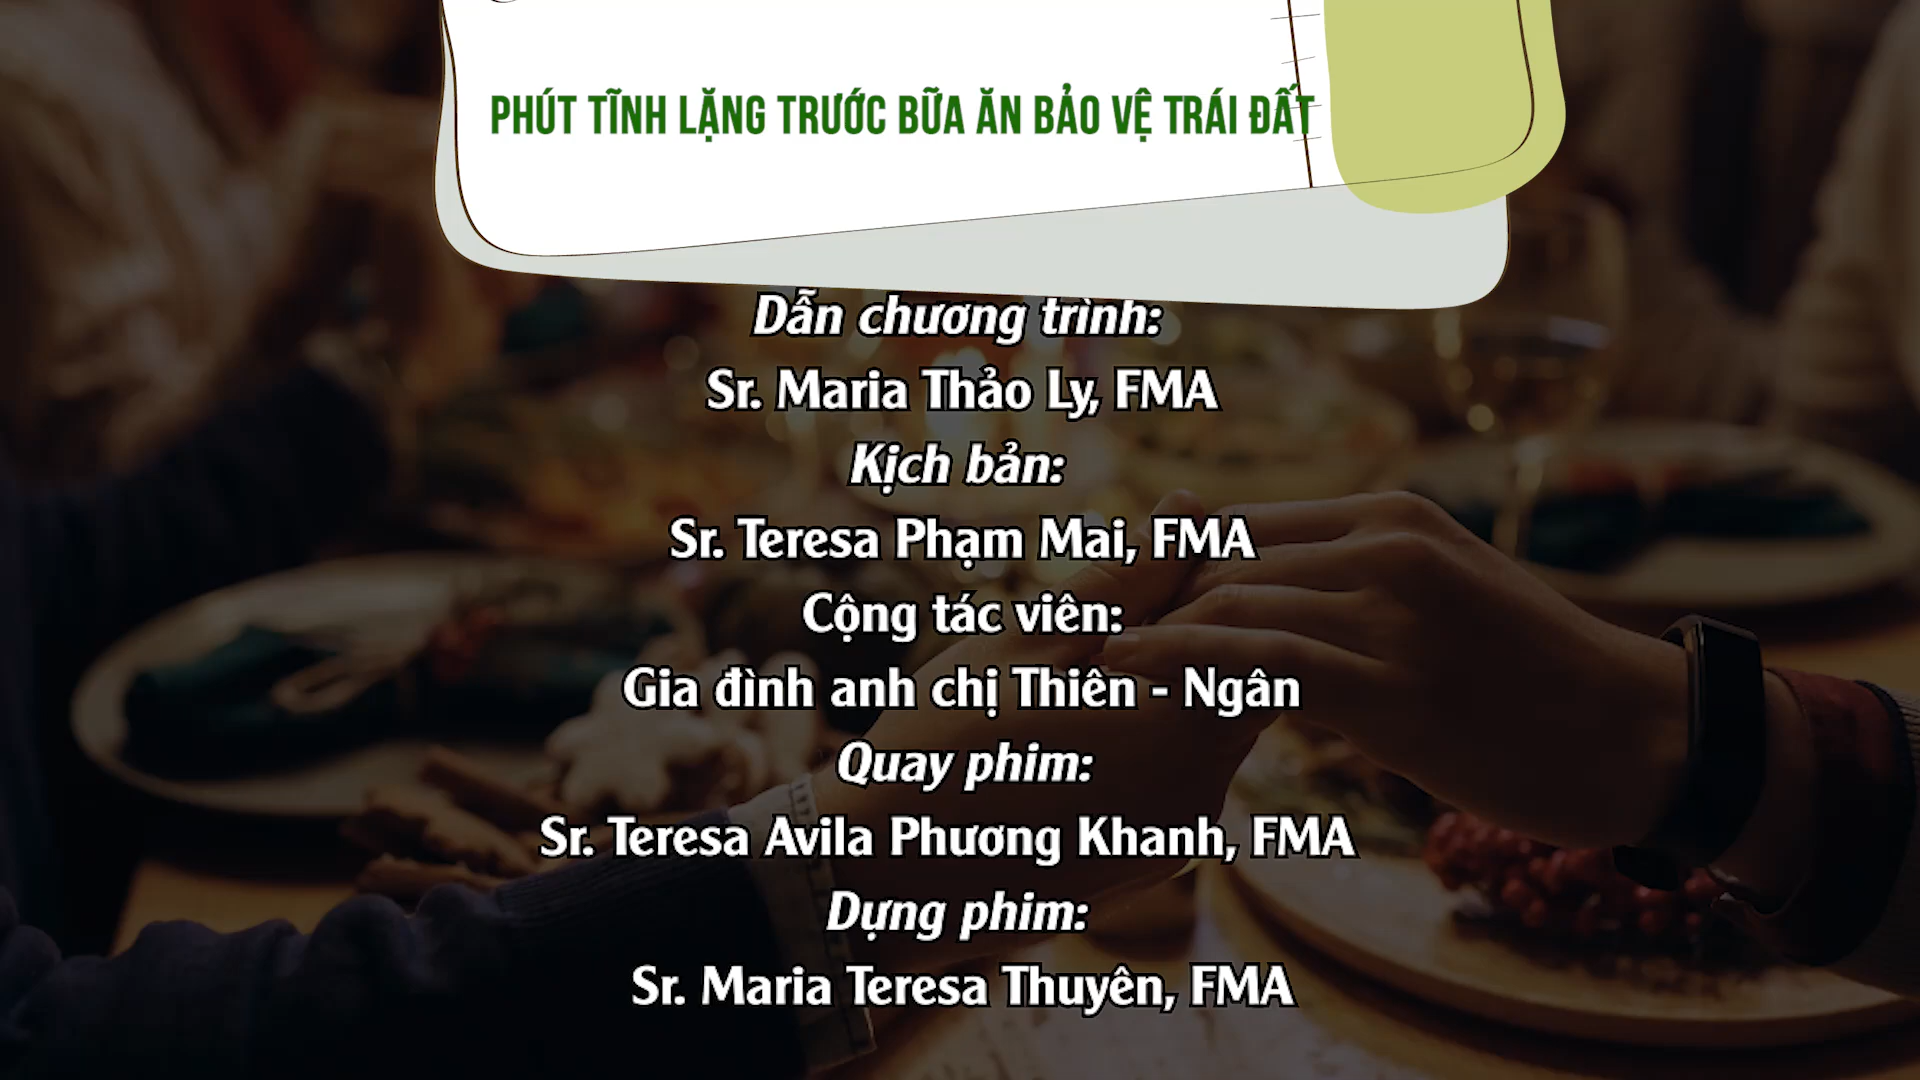 PHÚT TĨNH LẶNG TRƯỚC BỮA ĂN BẢO VỆ TRÁI ĐẤT
Dẫn chương trình:
Sr. Maria Thảo Ly, FMA
Kịch bản:
Sr. Teresa Phạm Mai, FMA
Cộng tác viên:
Gia đình anh chị Thiên - Ngân
Quay phim:
Sr. Teresa Avila Phương Khanh, FMA
Dựng phim:
Sr. Maria Teresa Thuyên, FMA